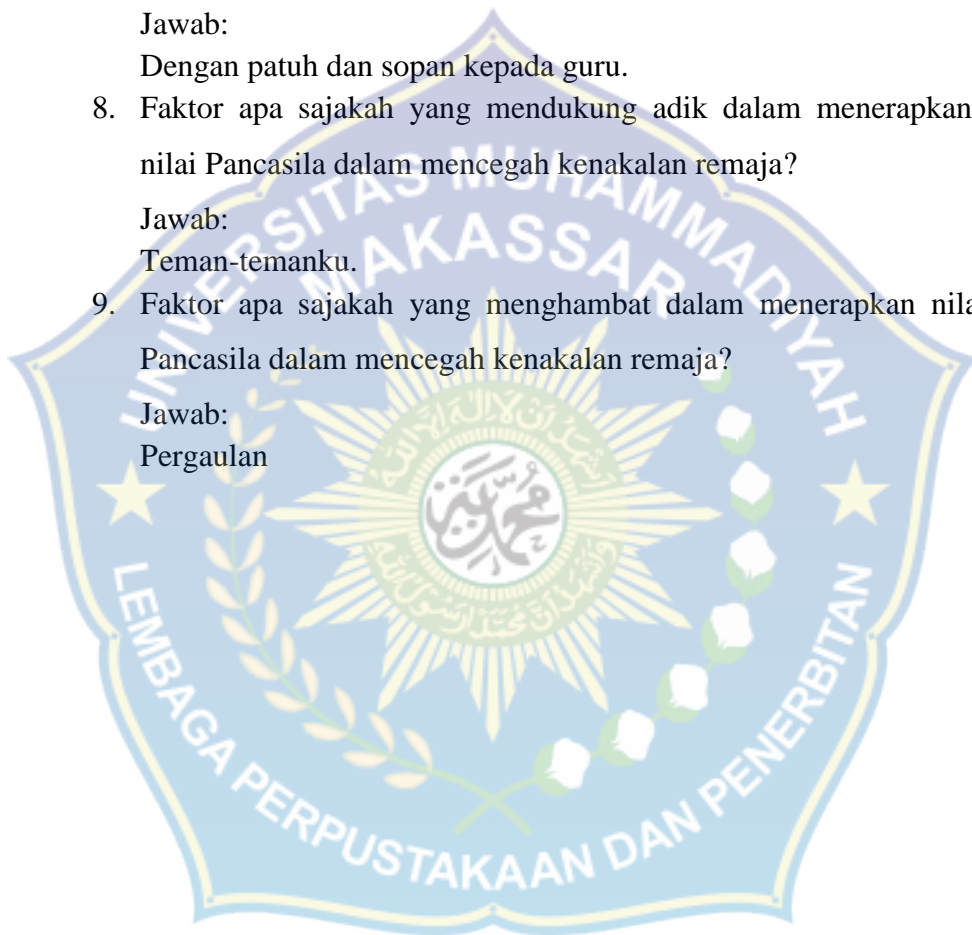 Jawab:
Dengan patuh dan sopan kepada guru.
8. Faktor apa sajakah yang mendukung adik dalam menerapkan
nilai Pancasila dalam mencegah kenakalan remaja?
Jawab:
Teman-temanku.
9. Faktor apa sajakah yang menghambat dalam menerapkan nila
Pancasila dalam mencegah kenakalan remaja?
Jawab:
Pergaulan
UNIVERSITAS MUHAMMADIYAH
MAKASSAR
LEMBAGA PERPUSTAKAAN DAN PENERBITAN